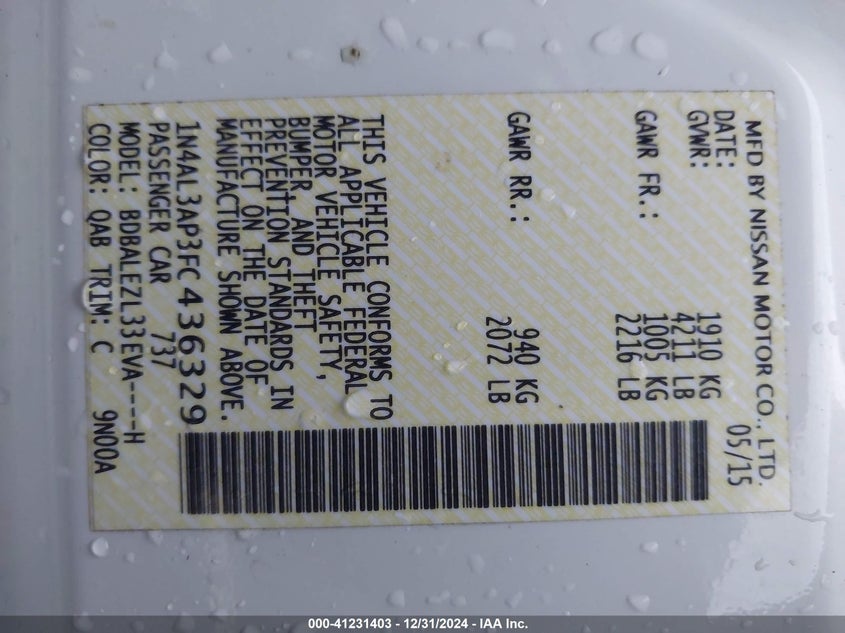 MFD BY NISSAN MOTOR CO., LTD.
DATE: 05/15
GVWR: 1910 KG
4211 LB
GAWR FR.: 1005 KG
2216 LB
GAWR RR.: 940 KG
2072 LB
THIS VEHICLE CONFORMS TO
ALL APPLICABLE FEDERAL
MOTOR VEHICLE SAFETY,
BUMPER, AND THEFT
PREVENTION STANDARDS IN
EFFECT ON THE DATE OF
MANUFACTURE SHOWN ABOVE.
1N4AL3AP3FC436329
PASSENGER CAR 737
MODEL: BDBALEZL33EVA----H
COLOR: QAB TRIM: C 9N00A
000-41231403 - 12/31/2024 - IAA Inc.